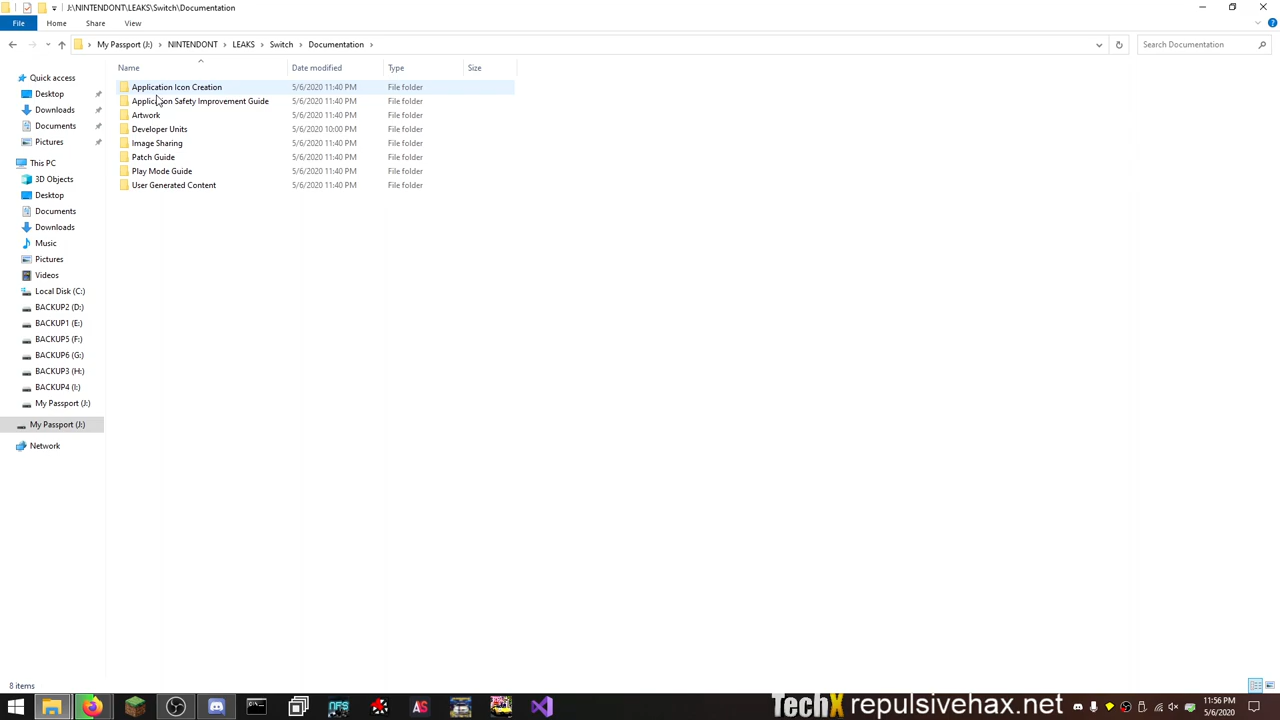 J:\NINTENDONT\LEAKS\Switch\Documentation
File Home Share View
My Passport (J:) NINTENDONT LEAKS Switch Documentation Search Documentation
Name Date modified Type Size
Quick access
Desktop
Downloads
Documents
Pictures
This PC
3D Objects
Desktop
Documents
Downloads
Music
Pictures
Videos
Local Disk (C:)
BACKUP2 (D:)
BACKUP1 (E:)
BACKUP5 (F:)
BACKUP6 (G:)
BACKUP3 (H:)
BACKUP4 (I:)
My Passport (J:)
My Passport (J:)
Network
Application Icon Creation 5/6/2020 11:40 PM File folder
Application Safety Improvement Guide 5/6/2020 11:40 PM File folder
Artwork 5/6/2020 11:40 PM File folder
Developer Units 5/6/2020 10:00 PM File folder
Image Sharing 5/6/2020 11:40 PM File folder
Patch Guide 5/6/2020 11:40 PM File folder
Play Mode Guide 5/6/2020 11:40 PM File folder
User Generated Content 5/6/2020 11:40 PM File folder
8 items
NFS
AS
TechX repulsivehax.net
11:56 PM
5/6/2020